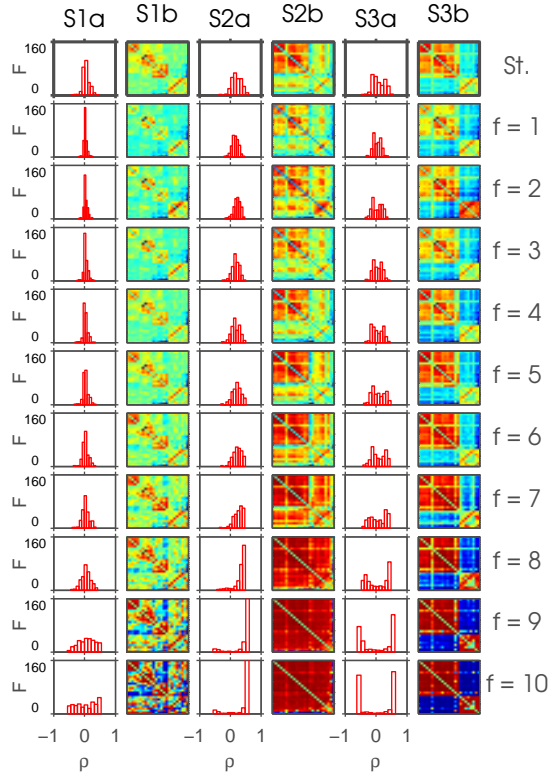 S1a S1b S2a S2b S3a S3b
160
F
0
St.
160
F
0
f = 1
160
F
0
f = 2
160
F
0
f = 3
160
F
0
f = 4
160
F
0
f = 5
160
F
0
f = 6
160
F
0
f = 7
160
F
0
f = 8
160
F
0
f = 9
160
F
0
f = 10
−1 0 1 −1 0 1 −1 0 1
ρ ρ ρ